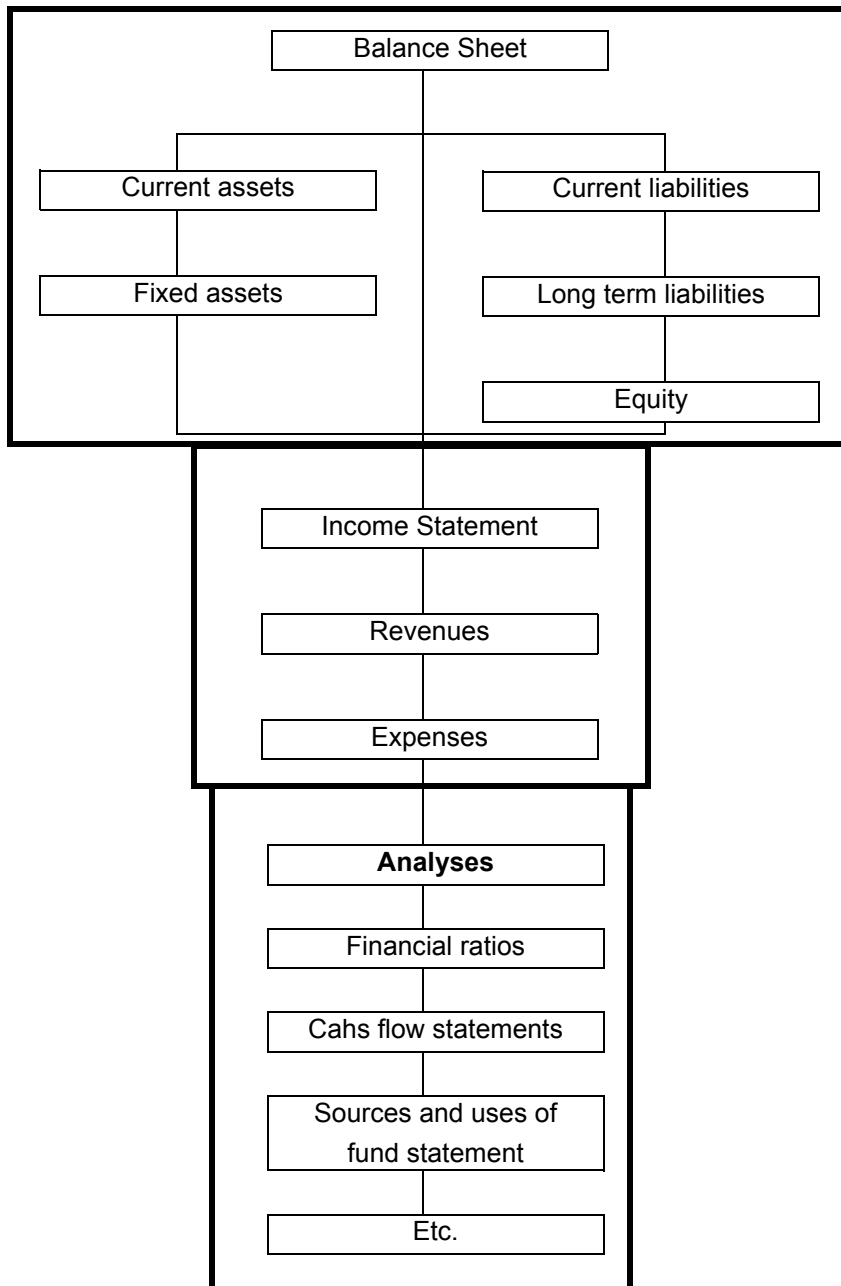 Balance Sheet
Current assets
Current liabilities
Fixed assets
Long term liabilities
Equity
Income Statement
Revenues
Expenses
Analyses
Financial ratios
Cahs flow statements
Sources and uses of
fund statement
Etc.